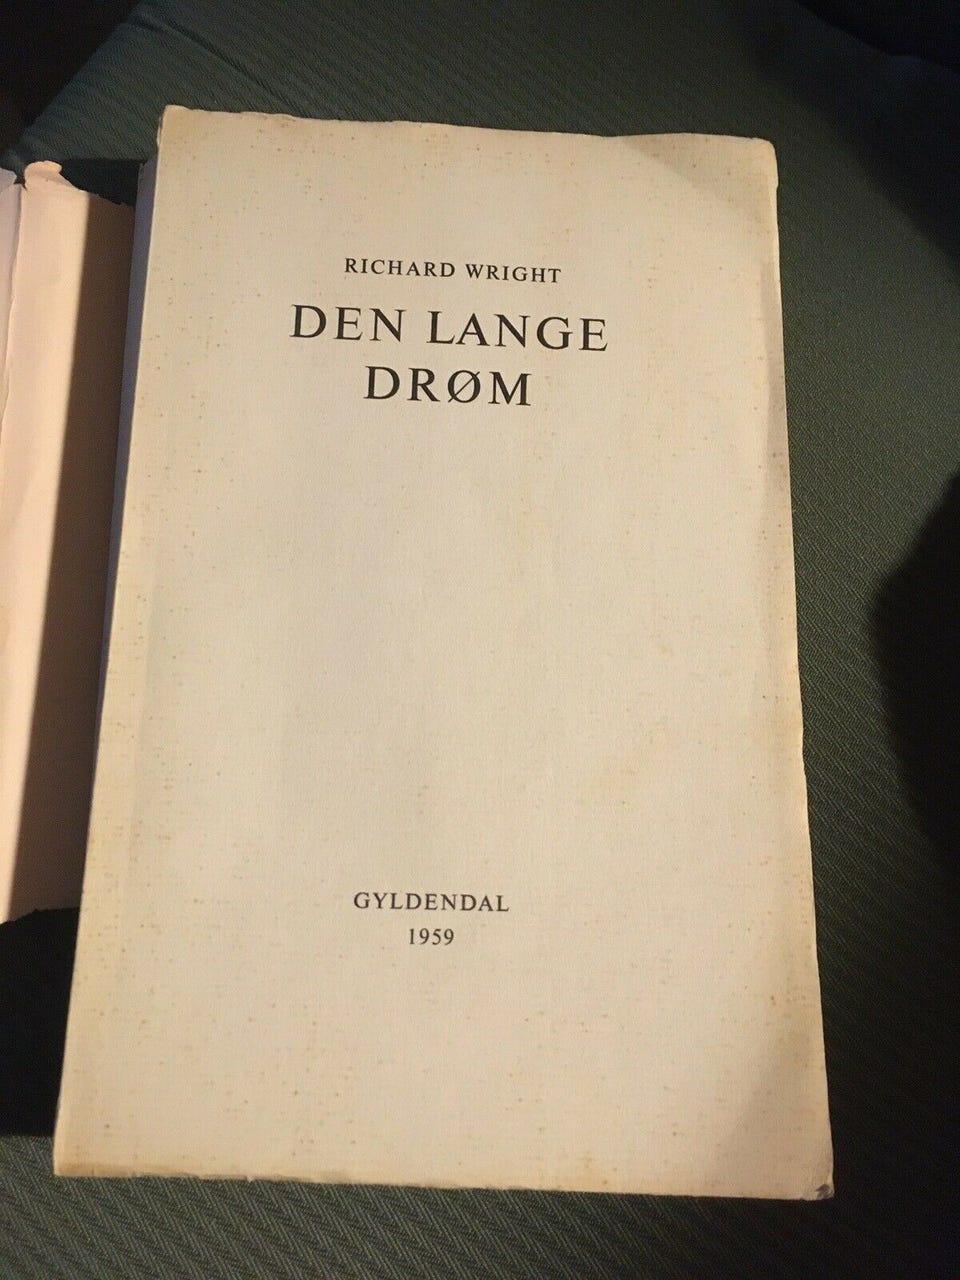 RICHARD WRIGHT
DEN LANGE
DRØM
GYLDENDAL
1959